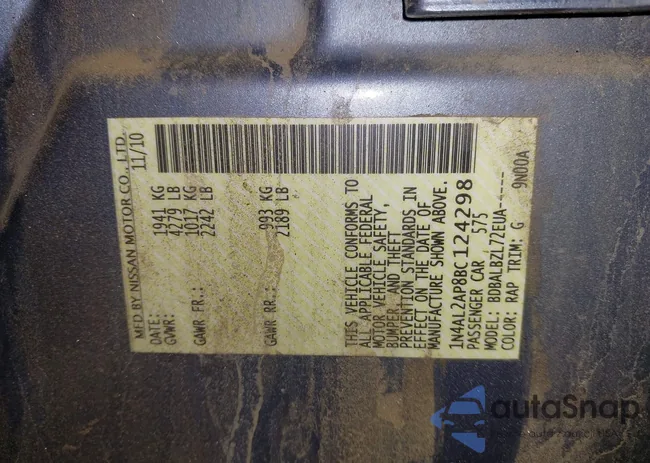 MFD BY NISSAN MOTOR CO., LTD.
DATE: 11/10
GVWR: 1941 KG
4279 LB
GAWR FR.: 1017 KG
2242 LB
GAWR RR.: 993 KG
2189 LB
THIS VEHICLE CONFORMS TO
ALL APPLICABLE FEDERAL
MOTOR VEHICLE SAFETY,
BUMPER, AND THEFT
PREVENTION STANDARDS IN
EFFECT ON THE DATE OF
MANUFACTURE SHOWN ABOVE.
1N4AL2AP8BC124298
PASSENGER CAR 575
MODEL: BDBALBZL72EUA-----
COLOR: RAP TRIM: G 9N00A
autoSnap